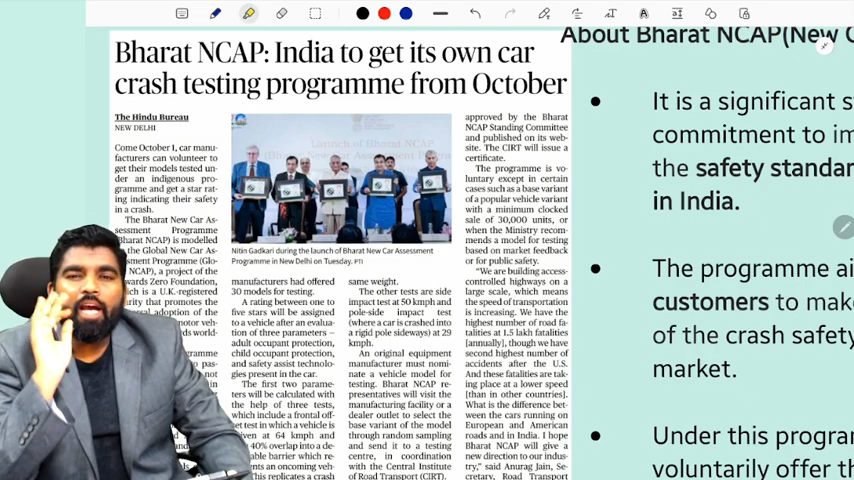 Bharat NCAP: India to get its own car
crash testing programme from October
The Hindu Bureau
NEW DELHI
Come October 1, car manu-
facturers can volunteer to
get their models tested un-
der an indigenous pro-
gramme and get a star rat-
ing indicating their safety
in a crash.
The Bharat New Car As-
sessment Programme
(Bharat NCAP) is modelled
the Global New Car As-
sment Programme (Glo-
NCAP), a project of the
wards Zero Foundation,
ich is a U.K.-registered
rity that promotes the
sal adoption of the
motor veh-
ds world-
gramme
pas-
not
in
Launch of Bharat NCAP
Nitin Gadkari during the launch of Bharat New Car Assessment
Programme in New Delhi on Tuesday. PTI
manufacturers had offered
30 models for testing.
A rating between one to
five stars will be assigned
to a vehicle after an evalua-
tion of three parameters –
adult occupant protection,
child occupant protection,
and safety assist technolo-
gies present in the car.
The first two parame-
ters will be calculated with
the help of three tests,
which include a frontal off-
set test in which a vehicle is
ven at 64 kmph and
40% overlap into a de-
able barrier which re-
ents an oncoming veh-
This replicates a crash
same weight.
The other tests are side
impact test at 50 kmph and
pole-side impact test
(where a car is crashed into
a rigid pole sideways) at 29
kmph.
An original equipment
manufacturer must nomi-
nate a vehicle model for
testing. Bharat NCAP re-
presentatives will visit the
manufacturing facility or a
dealer outlet to select the
base variant of the model
through random sampling
and send it to a testing
centre, in coordination
with the Central Institute
of Road Transport (CIRT).
approved by the Bharat
NCAP Standing Committee
and published on its web-
site. The CIRT will issue a
certificate.
The programme is vo-
luntary except in certain
cases such as a base variant
of a popular vehicle variant
with a minimum clocked
sale of 30,000 units, or
when the Ministry recom-
mends a model for testing
based on market feedback
or for public safety.
"We are building access-
controlled highways on a
large scale, which means
the speed of transportation
is increasing. We have the
highest number of road fa-
talities at 1.5 lakh fatalities
[annually], though we have
second highest number of
accidents after the U.S.
And these fatalities are tak-
ing place at a lower speed
[than in other countries].
What is the difference bet-
ween the cars running on
European and American
roads and in India. I hope
Bharat NCAP will give a
new direction to our indus-
try," said Anurag Jain, Se-
cretary, Road Transport
About Bharat NCAP(New C
• It is a significant s
commitment to im
the safety standar
in India.
• The programme ai
customers to make
of the crash safety
market.
• Under this progra
voluntarily offer th